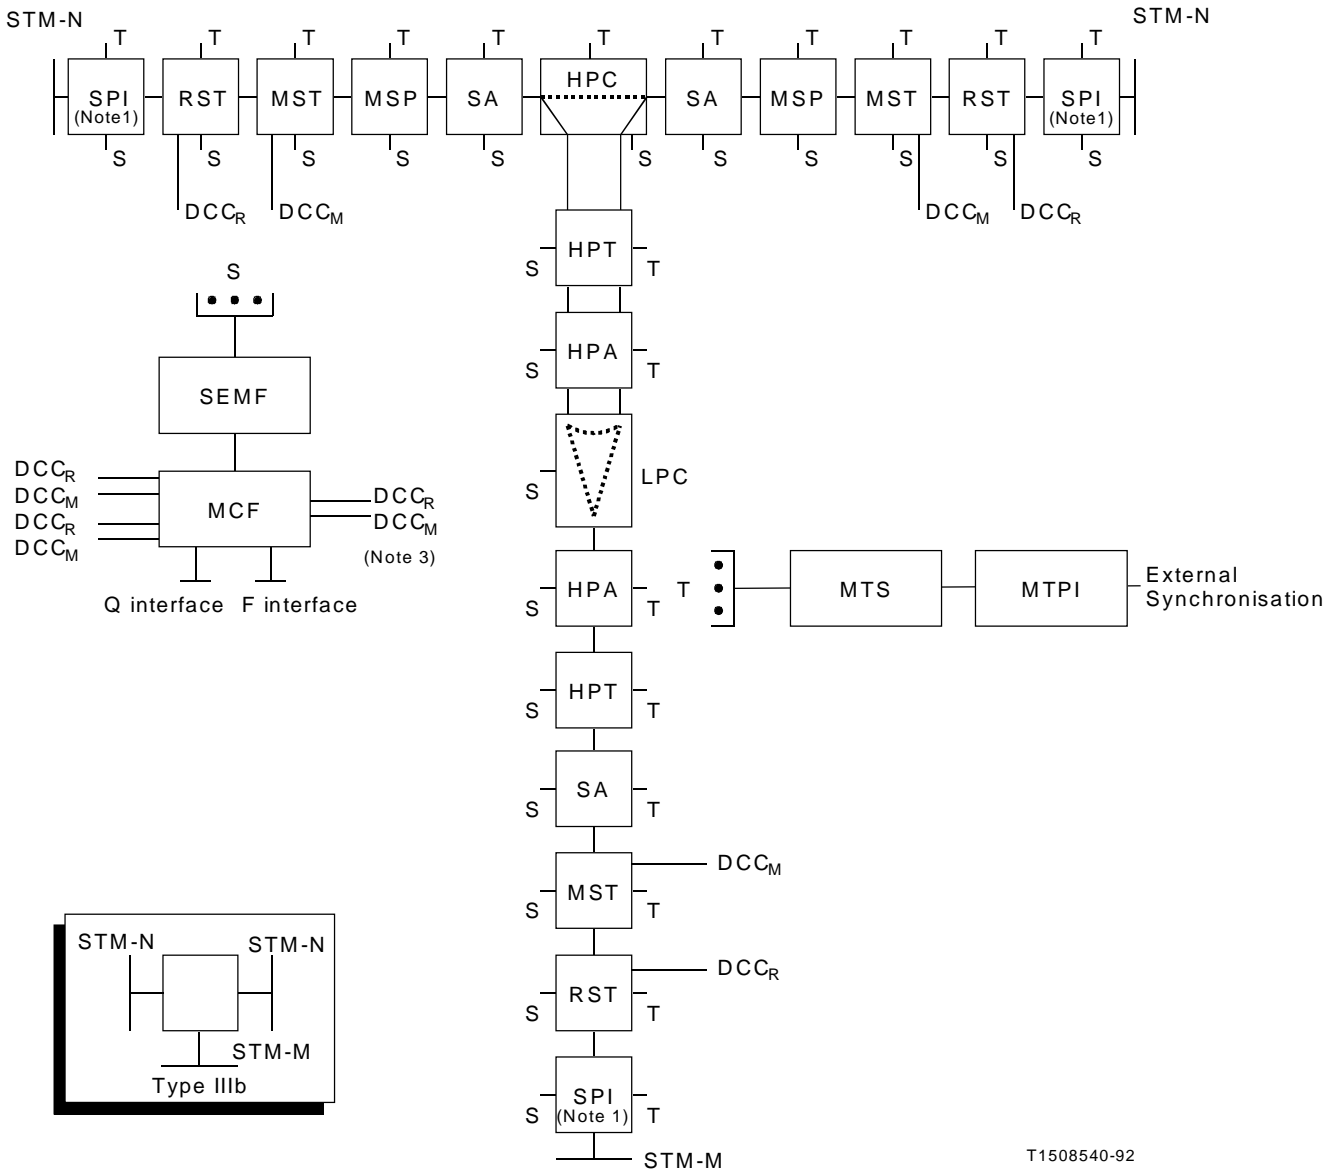 STM-N
STM-N
T T T T T T T T T T T
SPI RST MST MSP SA HPC SA MSP MST RST SPI
(Note1) (Note1)
S S S S S S S S S S S
DCCR DCCM DCCM DCCR
HPT
S T
S
HPA
S T
SEMF
LPC
S
DCCR
DCCM
DCCR
DCCM
MCF
DCCR
DCCM
(Note 3)
Q interface F interface
HPA
S T
T
MTS
MTPI
External
Synchronisation
HPT
S T
SA
S T
MST
DCCM
S T
RST
DCCR
S T
SPI
(Note 1)
S T
STM-M
STM-N
STM-N
STM-M
Type IIIb
T1508540-92